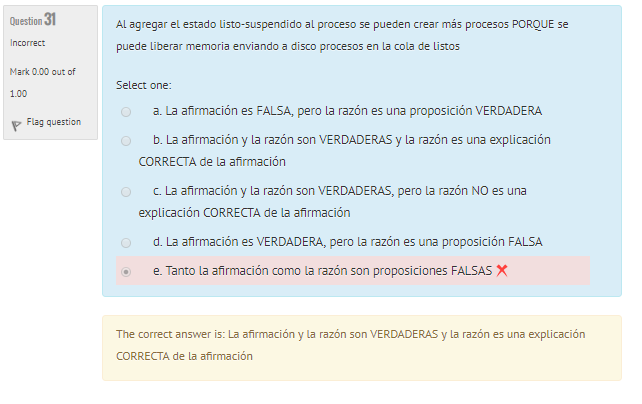 Question 31
Incorrect
Mark 0.00 out of
1.00
Flag question
Al agregar el estado listo-suspendido al proceso se pueden crear más procesos PORQUE se
puede liberar memoria enviando a disco procesos en la cola de listos
Select one:
a. La afirmación es FALSA, pero la razón es una proposición VERDADERA
b. La afirmación y la razón son VERDADERAS y la razón es una explicación
CORRECTA de la afirmación
c. La afirmación y la razón son VERDADERAS, pero la razón NO es una
explicación CORRECTA de la afirmación
d. La afirmación es VERDADERA, pero la razón es una proposición FALSA
e. Tanto la afirmación como la razón son proposiciones FALSAS
The correct answer is: La afirmación y la razón son VERDADERAS y la razón es una explicación
CORRECTA de la afirmación